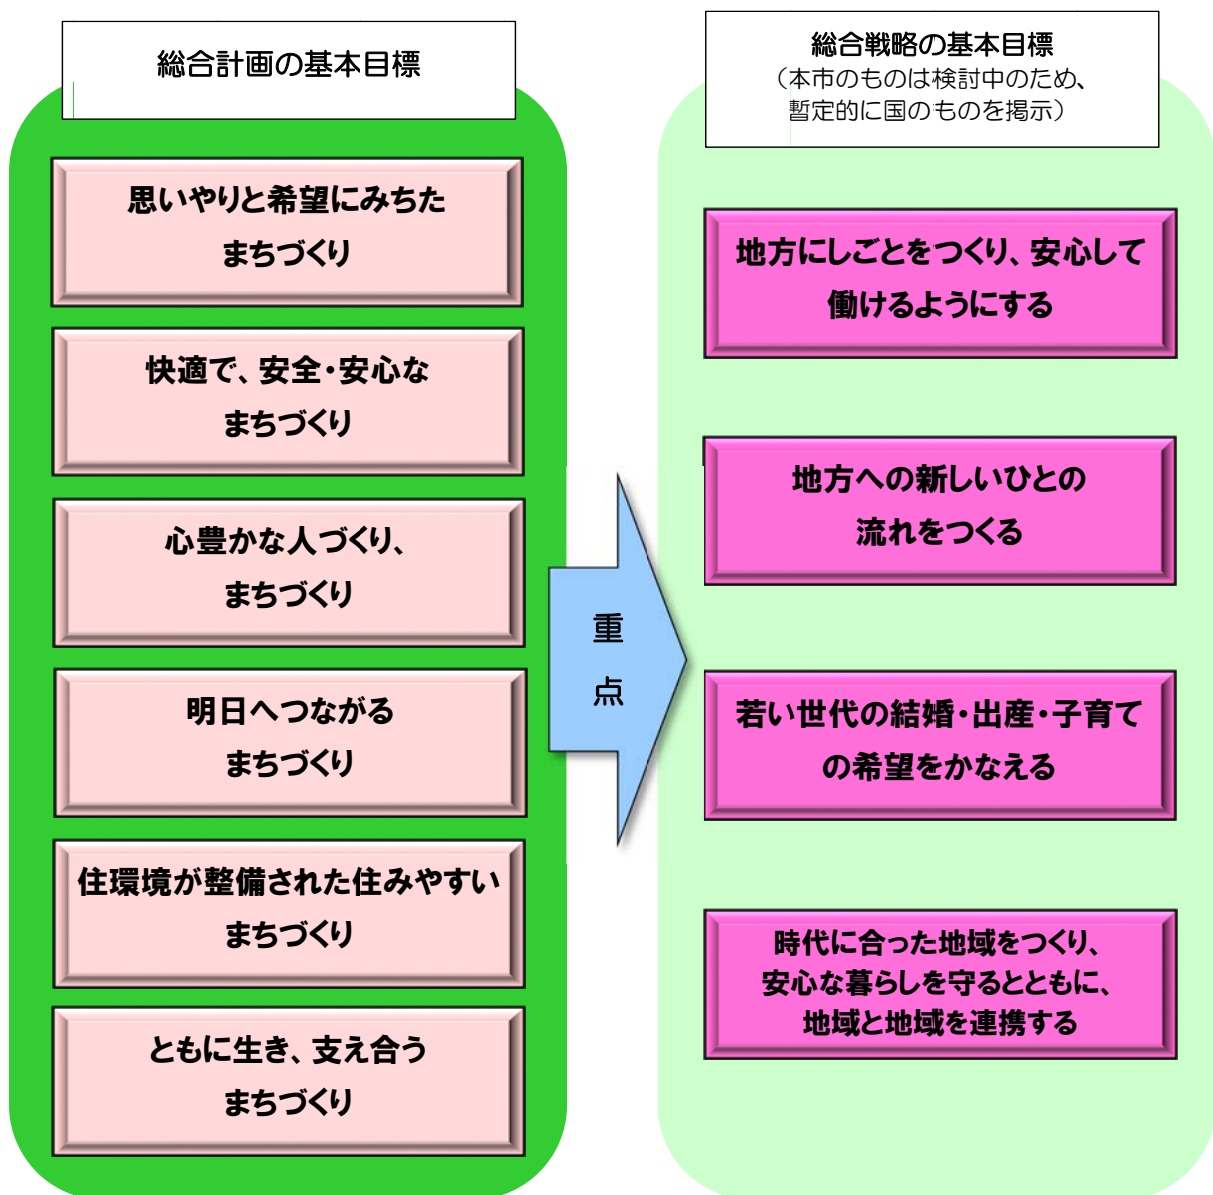 総合計画の基本目標
思いやりと希望にみちた
まちづくり
快適で、安全・安心な
まちづくり
心豊かな人づくり、
まちづくり
明日へつながる
まちづくり
住環境が整備された住みやすい
まちづくり
ともに生き、支え合う
まちづくり
重
点
総合戦略の基本目標
（本市のものは検討中のため、
暫定的に国のものを掲示）
地方にしごとをつくり、安心して
働けるようにする
地方への新しいひとの
流れをつくる
若い世代の結婚・出産・子育て
の希望をかなえる
時代に合った地域をつくり、
安心な暮らしを守るとともに、
地域と地域を連携する